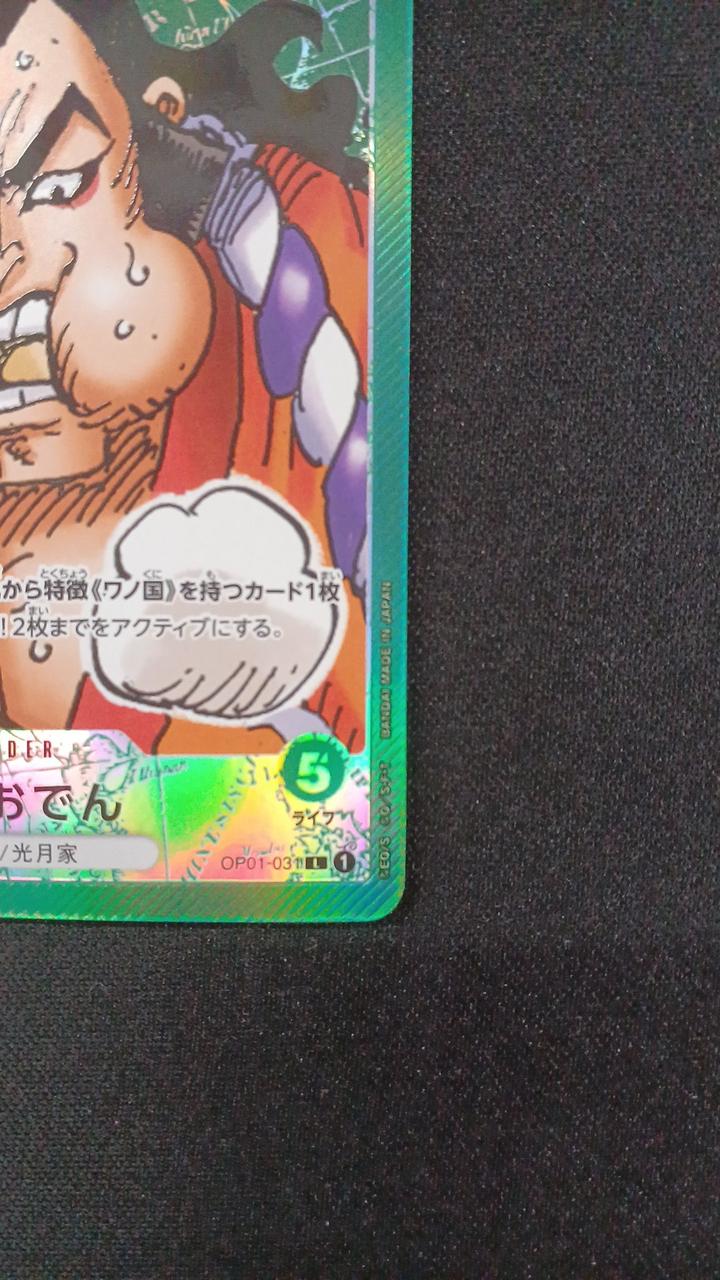 から特徴《ワノ国》を持つカード1枚
!2枚までをアクティブにする。
DER
おでん
5
ライフ
/光月家
OP01-031 L 1
BANDAI MADE IN JAPAN